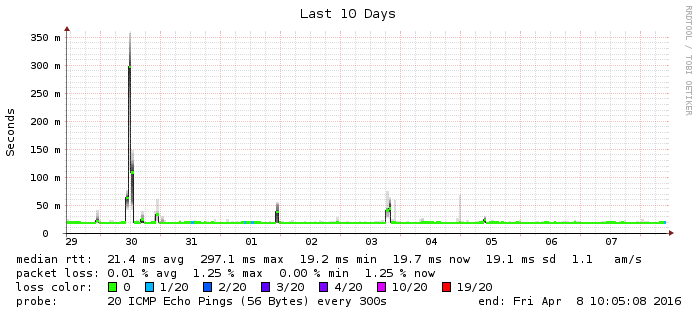 Last 10 Days
RRDTOOL / TOBI OETIKER
Seconds
350 m
300 m
250 m
200 m
150 m
100 m
50 m
0
29 30 31 01 02 03 04 05 06 07
median rtt: 21.4 ms avg 297.1 ms max 19.2 ms min 19.7 ms now 19.1 ms sd 1.1 am/s
packet loss: 0.01 % avg 1.25 % max 0.00 % min 1.25 % now
loss color: 0 1/20 2/20 3/20 4/20 10/20 19/20
probe: 20 ICMP Echo Pings (56 Bytes) every 300s end: Fri Apr 8 10:05:08 2016